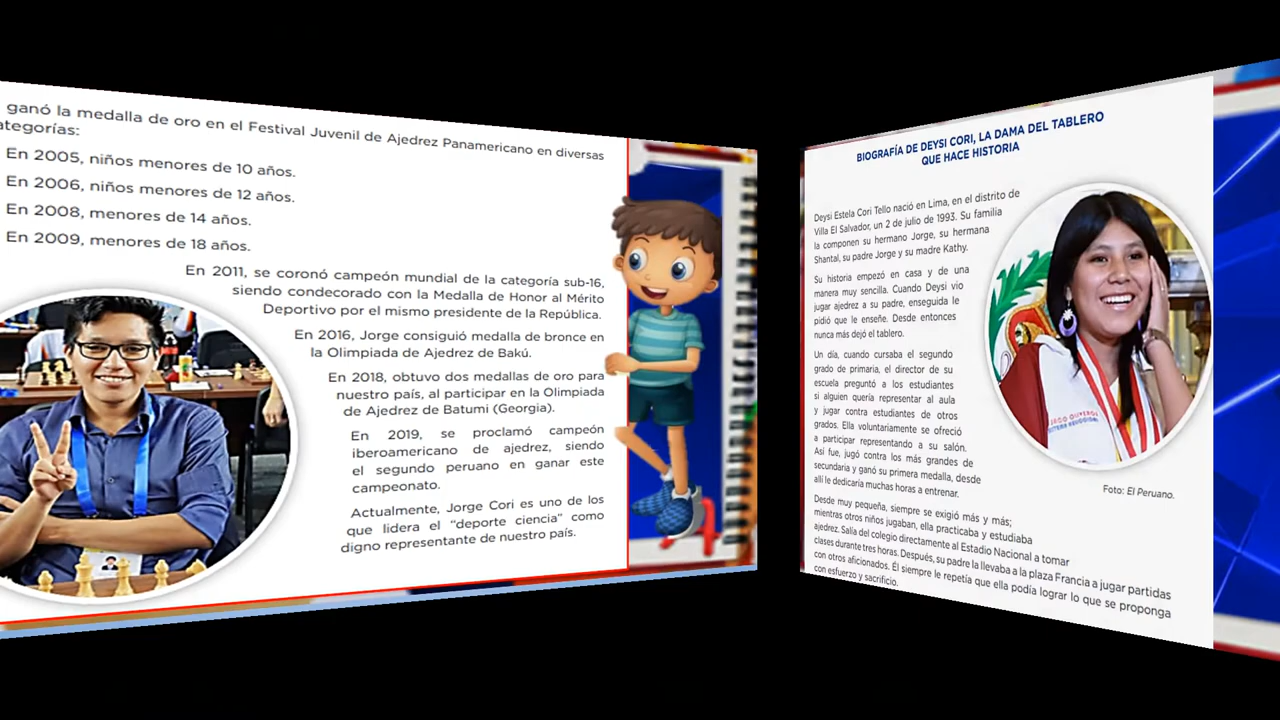 ganó la medalla de oro en el Festival Juvenil de Ajedrez Panamericano en diversas
ategorías:
En 2005, niños menores de 10 años.
En 2006, niños menores de 12 años.
En 2008, menores de 14 años.
En 2009, menores de 18 años.
En 2011, se coronó campeón mundial de la categoría sub-16,
siendo condecorado con la Medalla de Honor al Mérito
Deportivo por el mismo presidente de la República.
En 2016, Jorge consiguió medalla de bronce en
la Olimpiada de Ajedrez de Bakú.
En 2018, obtuvo dos medallas de oro para
nuestro país, al participar en la Olimpiada
de Ajedrez de Batumi (Georgia).
En 2019, se proclamó campeón
iberoamericano de ajedrez, siendo
el segundo peruano en ganar este
campeonato.
Actualmente, Jorge Cori es uno de los
que lidera el "deporte ciencia" como
digno representante de nuestro país.
BIOGRAFÍA DE DEYSI CORI, LA DAMA DEL TABLERO
QUE HACE HISTORIA
Deysi Estela Cori Tello nació en Lima, en el distrito de
Villa El Salvador, un 2 de julio de 1993. Su familia
la componen su hermano Jorge, su hermana
Shantal, su padre Jorge y su madre Kathy.
Su historia empezó en casa y de una
manera muy sencilla. Cuando Deysi vio
jugar ajedrez a su padre, enseguida le
pidió que le enseñe. Desde entonces
nunca más dejó el tablero.
Un día, cuando cursaba el segundo
grado de primaria, el director de su
escuela preguntó a los estudiantes
si alguien quería representar al aula
y jugar contra estudiantes de otros
grados. Ella voluntariamente se ofreció
a participar representando a su salón.
Así fue, jugó contra los más grandes de
secundaria y ganó su primera medalla, desde
allí le dedicaría muchas horas a entrenar.
Foto: El Peruano.
Desde muy pequeña, siempre se exigió más y más;
mientras otros niños jugaban, ella practicaba y estudiaba
ajedrez. Salía del colegio directamente al Estadio Nacional a tomar
clases durante tres horas. Después, su padre la llevaba a la plaza Francia a jugar partidas
con otros aficionados. Él siempre le repetía que ella podía lograr lo que se proponga
con esfuerzo y sacrificio.